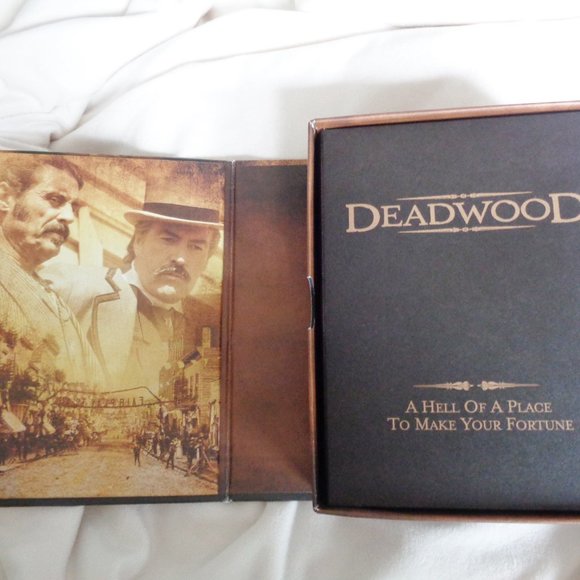 DEADWOOD
A HELL OF A PLACE
TO MAKE YOUR FORTUNE